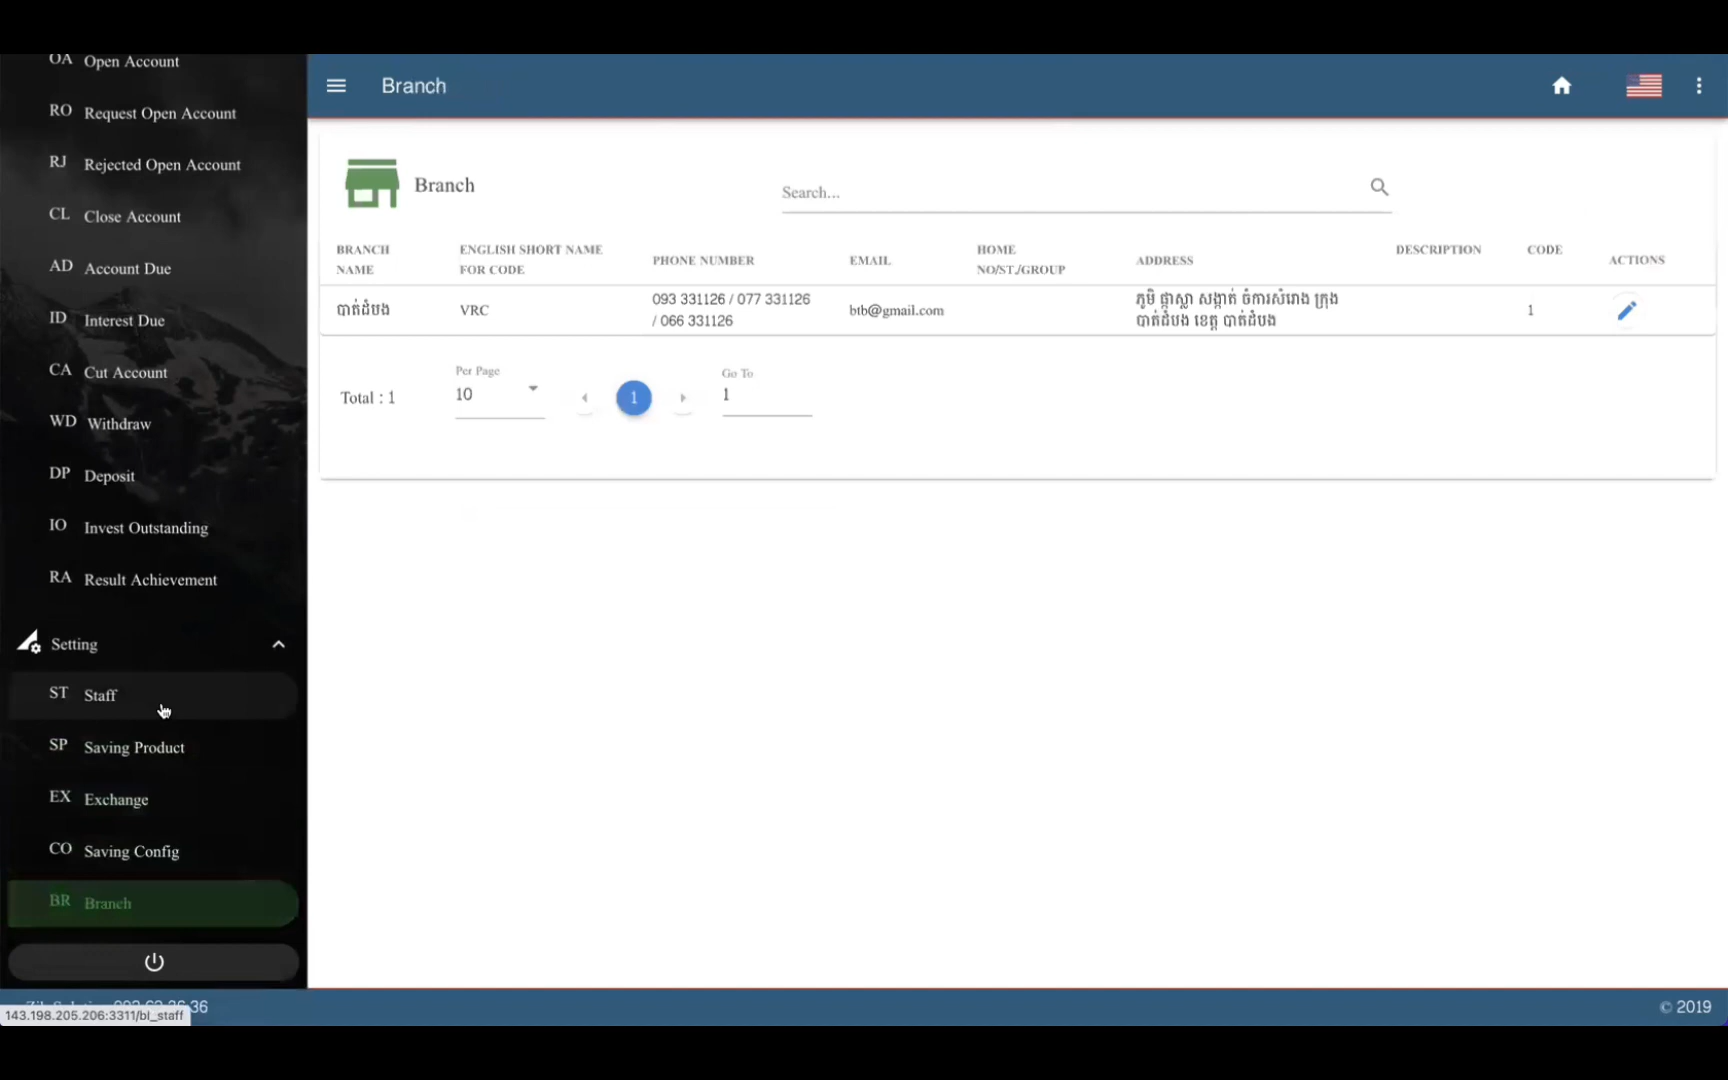 OA Open Account
RO Request Open Account
RJ Rejected Open Account
CL Close Account
AD Account Due
ID Interest Due
CA Cut Account
WD Withdraw
DP Deposit
IO Invest Outstanding
RA Result Achievement
Setting
ST Staff
SP Saving Product
EX Exchange
CO Saving Config
BR Branch
143.198.205.206:3311/bl_staff
Branch
Branch
Search...
BRANCH NAME
ENGLISH SHORT NAME FOR CODE
PHONE NUMBER
EMAIL
HOME NO/ST./GROUP
ADDRESS
DESCRIPTION
CODE
ACTIONS
បាត់ដំបង
VRC
093 331126 / 077 331126
/ 066 331126
btb@gmail.com
ភូមិ ផ្កាស្លា សង្កាត់ ចំការសំរោង ក្រុង
បាត់ដំបង ខេត្ត បាត់ដំបង
1
Total : 1
Per Page
10
1
Go To
1
© 2019